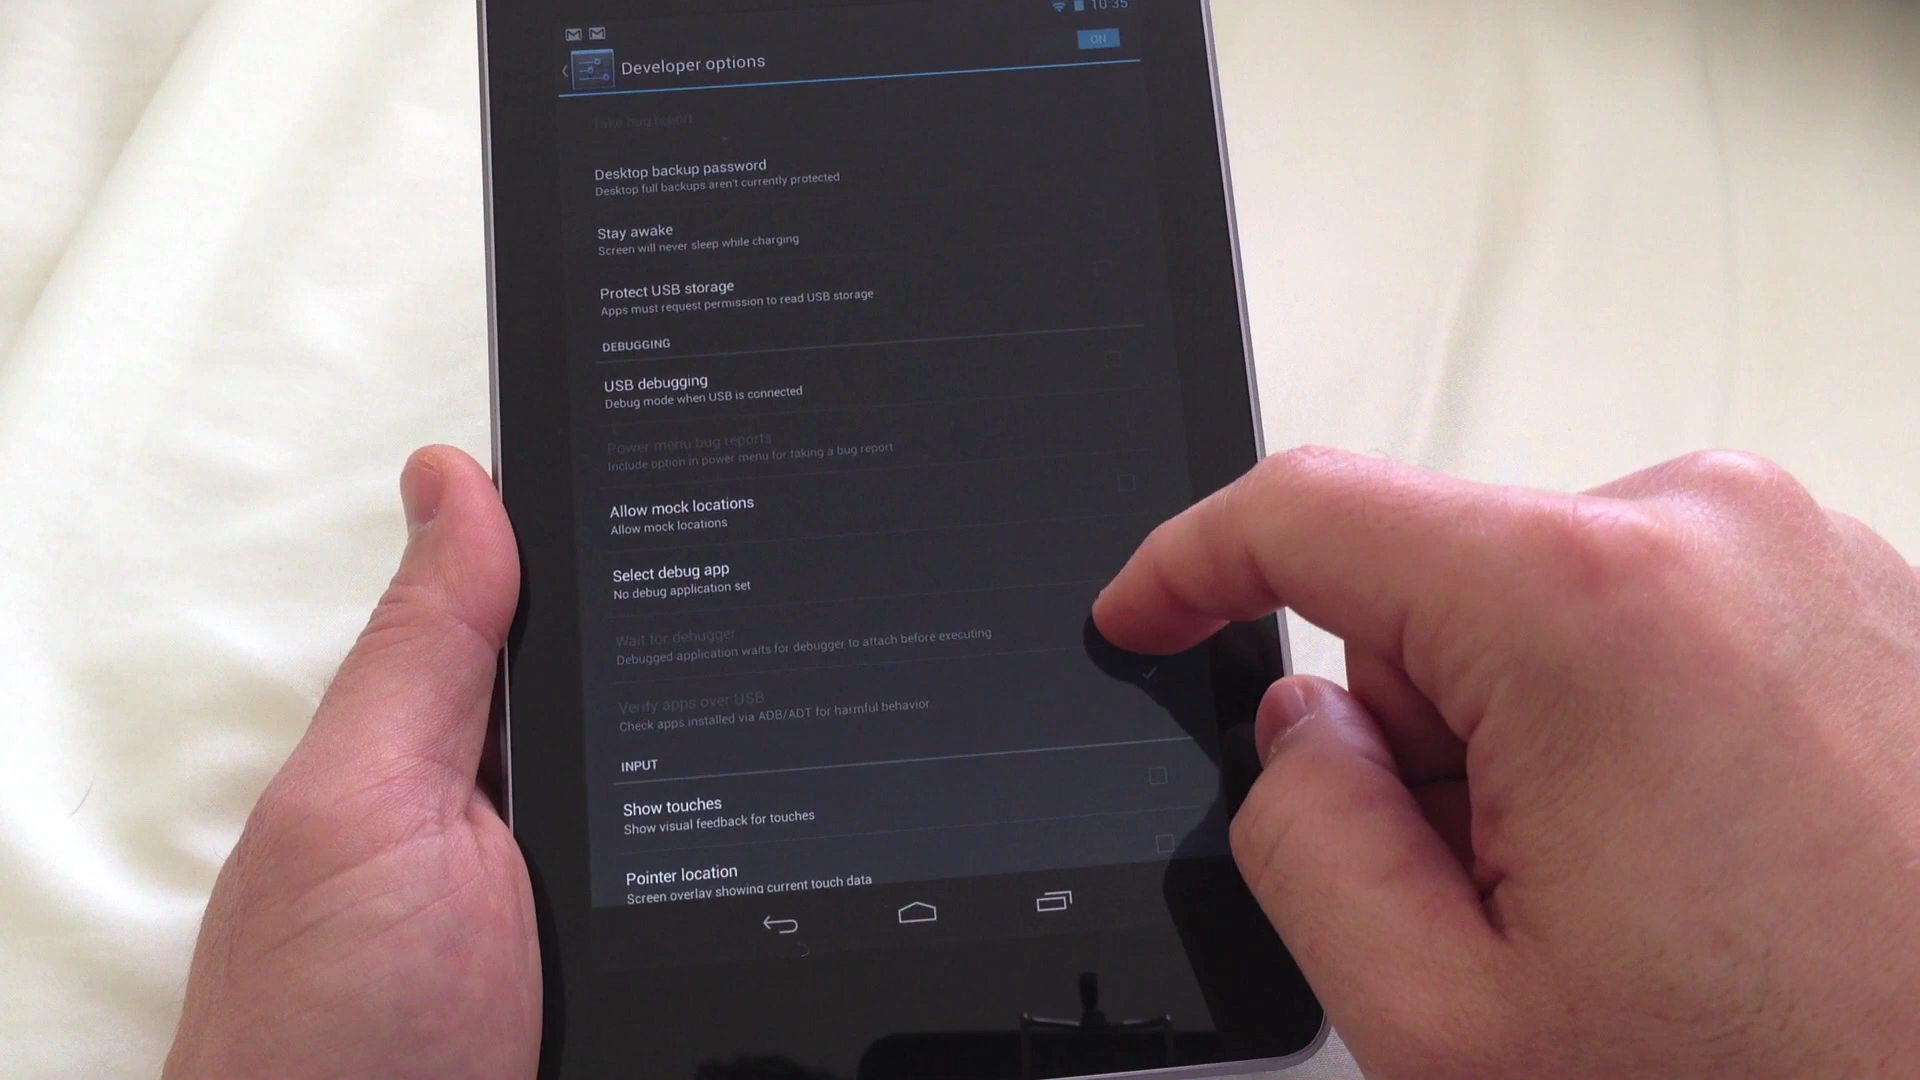 10:35
ON
Developer options
Take bug report
Desktop backup password
Desktop full backups aren't currently protected
Stay awake
Screen will never sleep while charging
Protect USB storage
Apps must request permission to read USB storage
DEBUGGING
USB debugging
Debug mode when USB is connected
Power menu bug reports
Include option in power menu for taking a bug report
Allow mock locations
Allow mock locations
Select debug app
No debug application set
Wait for debugger
Debugged application waits for debugger to attach before executing
Verify apps over USB
Check apps installed via ADB/ADT for harmful behavior
INPUT
Show touches
Show visual feedback for touches
Pointer location
Screen overlay showing current touch data